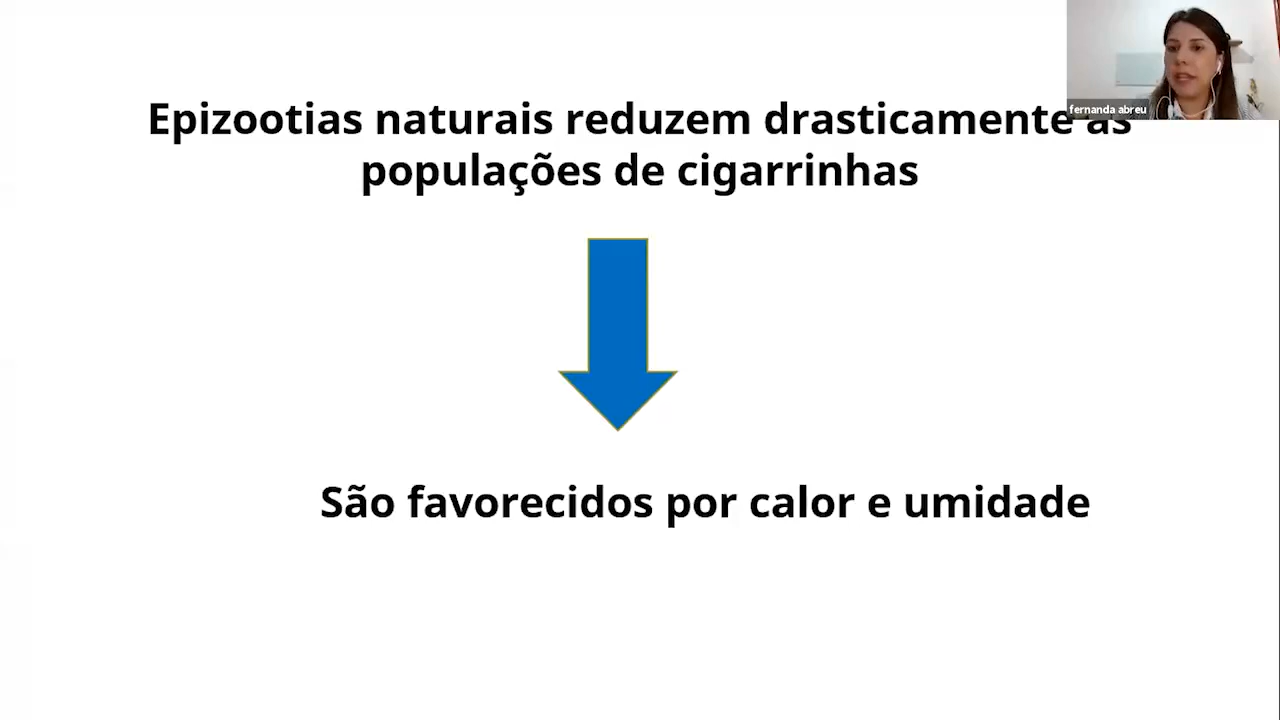 Epizootias naturais reduzem drasticamente as
populações de cigarrinhas
São favorecidos por calor e umidade
fernanda abreu